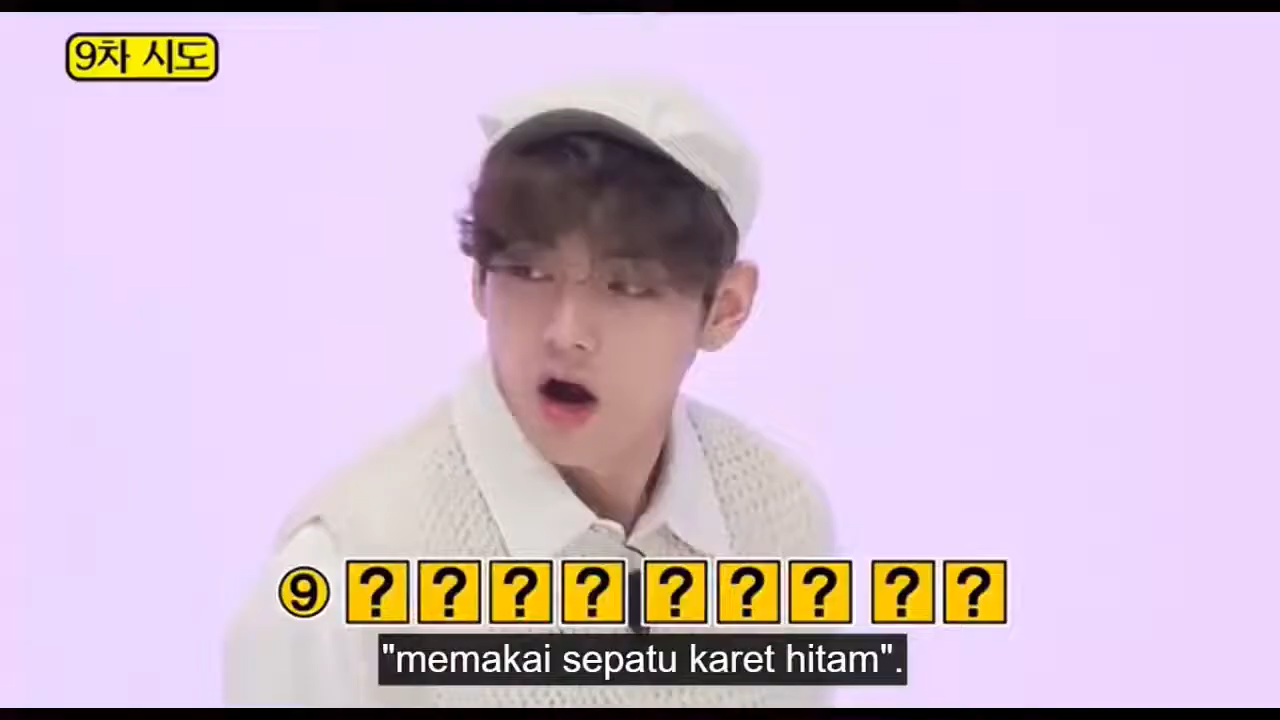 9차 시도
⑨ ???? ??? ??
"memakai sepatu karet hitam".